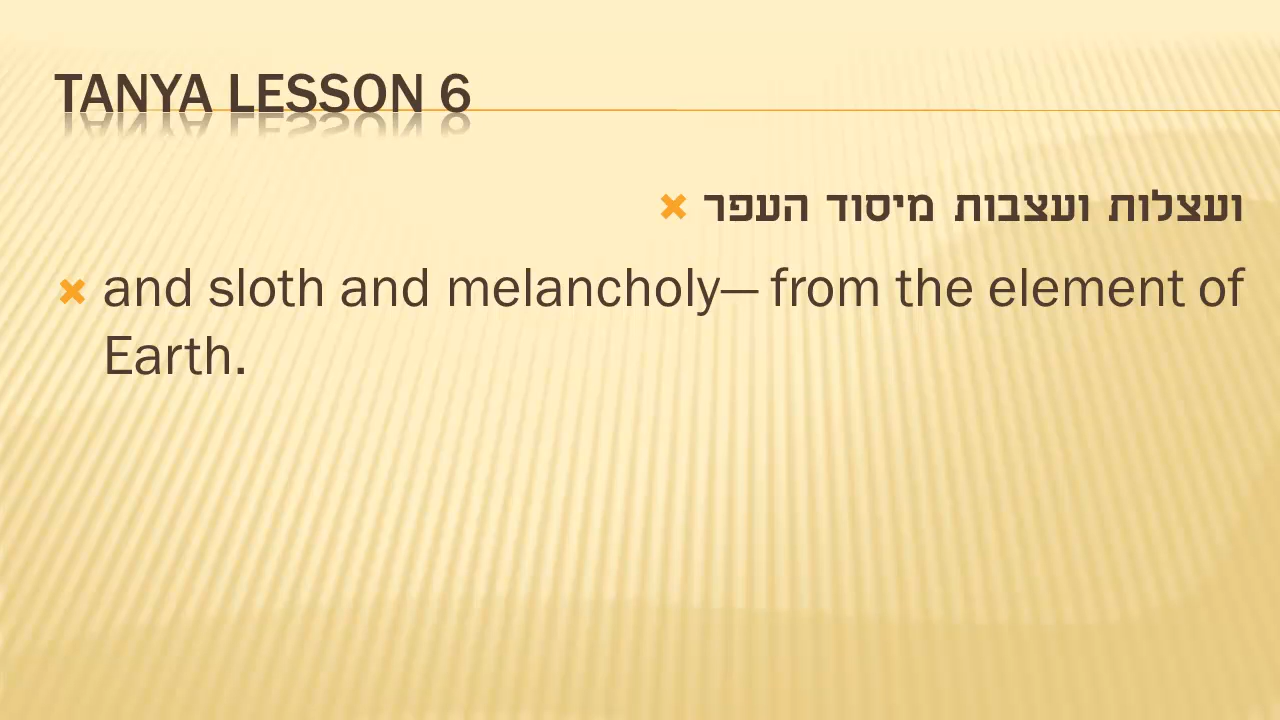 TANYA LESSON 6
ועצלות ועצבות מיסוד העפר
and sloth and melancholy— from the element of
Earth.